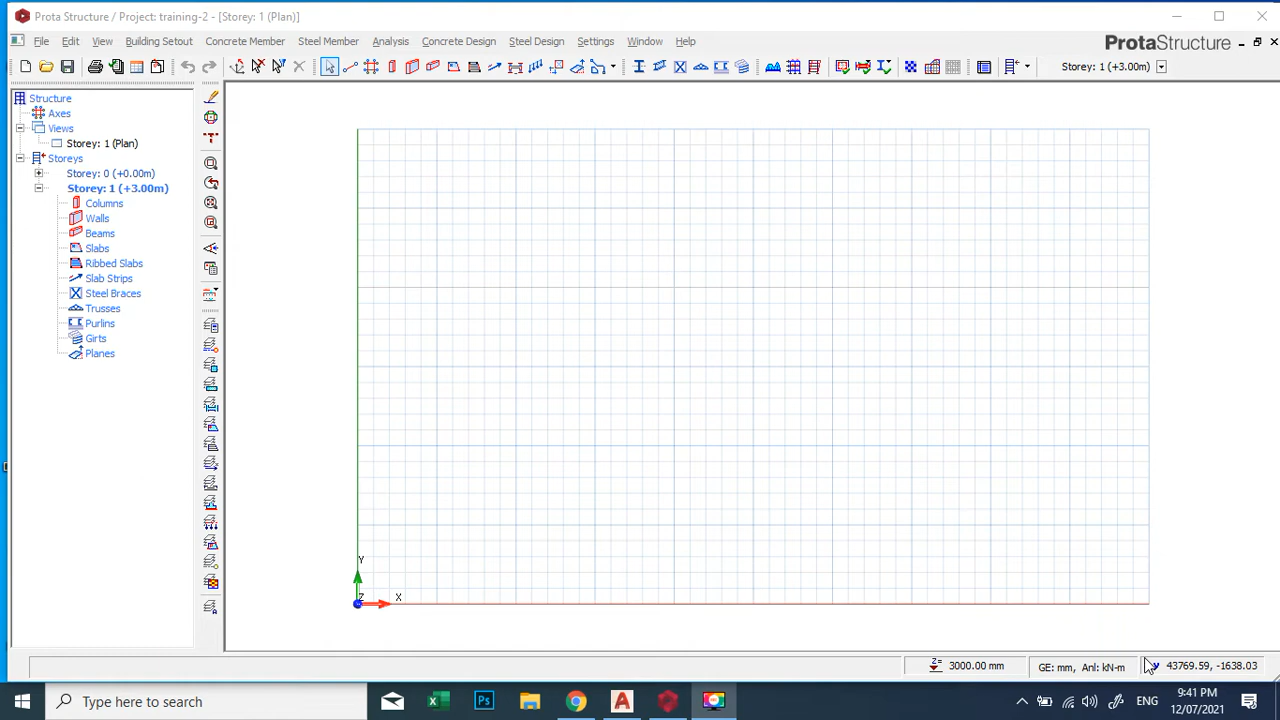 Prota Structure / Project: training-2 - [Storey: 1 (Plan)]
File Edit View Building Setout Concrete Member Steel Member Analysis Concrete Design Steel Design Settings Window Help
ProtaStructure
Storey: 1 (+3.00m)
Structure
Axes
Views
Storey: 1 (Plan)
Storeys
Storey: 0 (+0.00m)
Storey: 1 (+3.00m)
Columns
Walls
Beams
Slabs
Ribbed Slabs
Slab Strips
Steel Braces
Trusses
Purlins
Girts
Planes
Y
Z
X
Z=
3000.00 mm
GE: mm, Anl: kN-m
43769.59, -1638.03
Type here to search
Ps
ENG
9:41 PM
12/07/2021